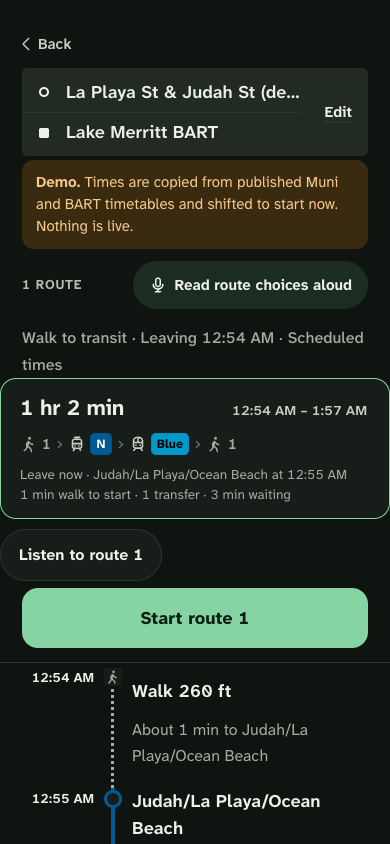 Back
La Playa St & Judah St (de...
Edit
Lake Merritt BART
Demo. Times are copied from published Muni
and BART timetables and shifted to start now.
Nothing is live.
1 ROUTE
Read route choices aloud
Walk to transit · Leaving 12:54 AM · Scheduled
times
1 hr 2 min
12:54 AM – 1:57 AM
1 > N > Blue > 1
Leave now · Judah/La Playa/Ocean Beach at 12:55 AM
1 min walk to start · 1 transfer · 3 min waiting
Listen to route 1
Start route 1
12:54 AM
Walk 260 ft
About 1 min to Judah/La
Playa/Ocean Beach
12:55 AM
Judah/La Playa/Ocean
Beach